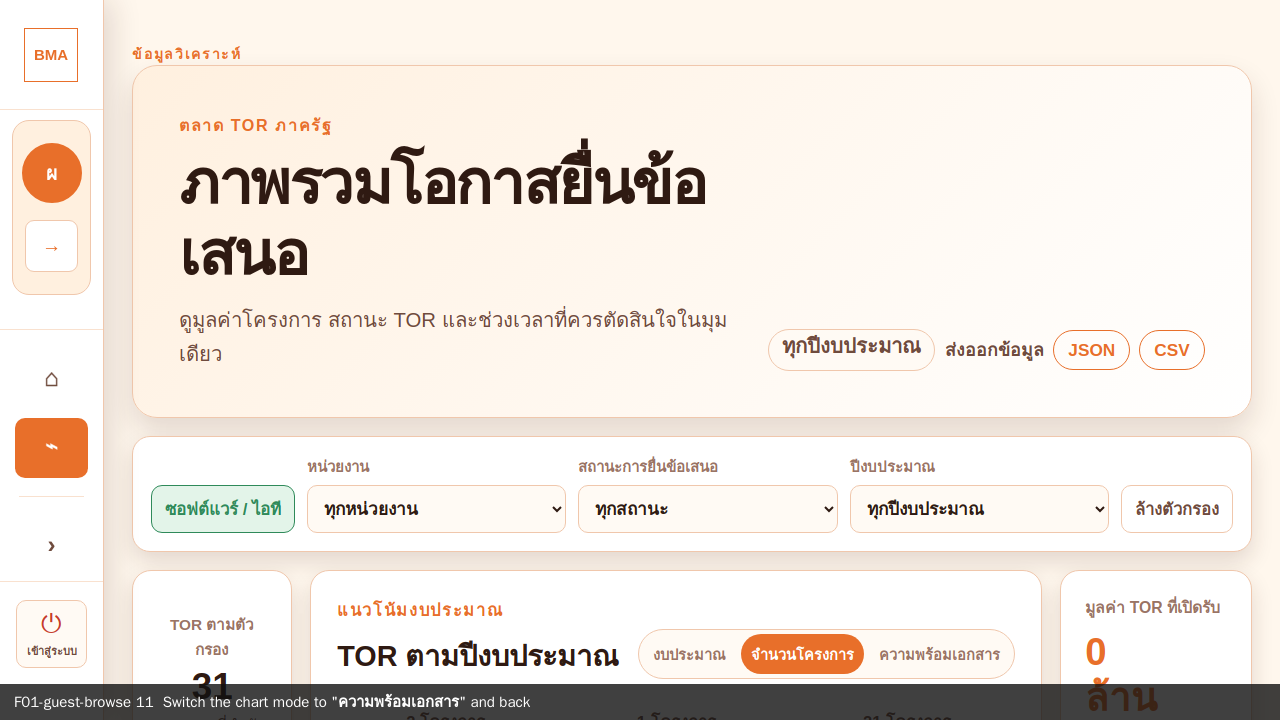 BMA
ผ
→
เข้าสู่ระบบ
ข้อมูลวิเคราะห์
ตลาด TOR ภาครัฐ
ภาพรวมโอกาสยื่นข้อ
เสนอ
ดูมูลค่าโครงการ สถานะ TOR และช่วงเวลาที่ควรตัดสินใจในมุม
เดียว
ทุกปีงบประมาณ ส่งออกข้อมูล JSON CSV
หน่วยงาน สถานะการยื่นข้อเสนอ ปีงบประมาณ
ซอฟต์แวร์ / ไอที ทุกหน่วยงาน ทุกสถานะ ทุกปีงบประมาณ ล้างตัวกรอง
TOR ตามตัว
กรอง
31
แนวโน้มงบประมาณ
TOR ตามปีงบประมาณ
งบประมาณ จำนวนโครงการ ความพร้อมเอกสาร
มูลค่า TOR ที่เปิดรับ
0
ล้าน
F01-guest-browse 11 Switch the chart mode to "ความพร้อมเอกสาร" and back